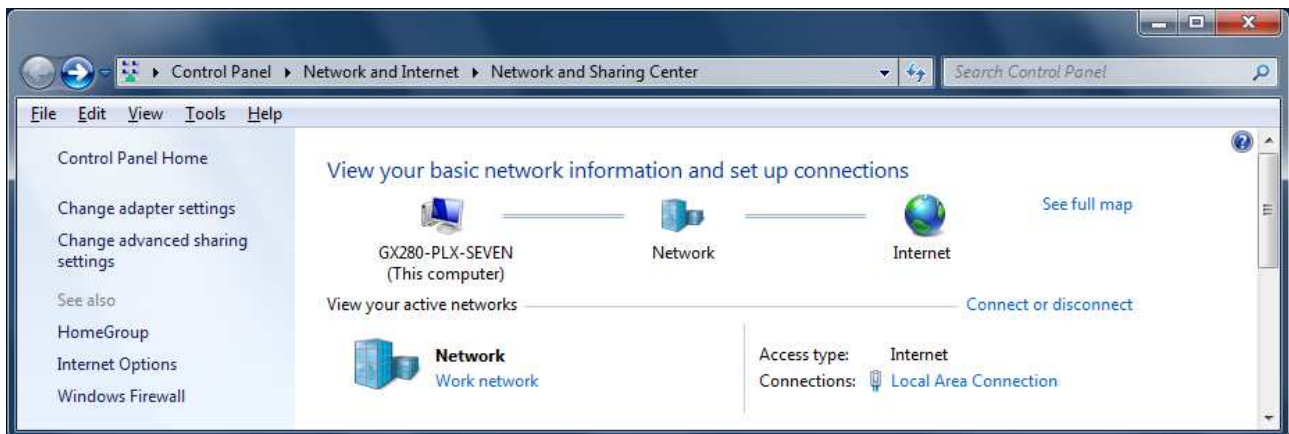 Control Panel Network and Internet Network and Sharing Center Search Control Panel
File Edit View Tools Help
Control Panel Home
Change adapter settings
Change advanced sharing
settings
See also
HomeGroup
Internet Options
Windows Firewall
View your basic network information and set up connections
See full map
GX280-PLX-SEVEN
(This computer)
Network
Internet
View your active networks
Connect or disconnect
Network
Work network
Access type: Internet
Connections: Local Area Connection